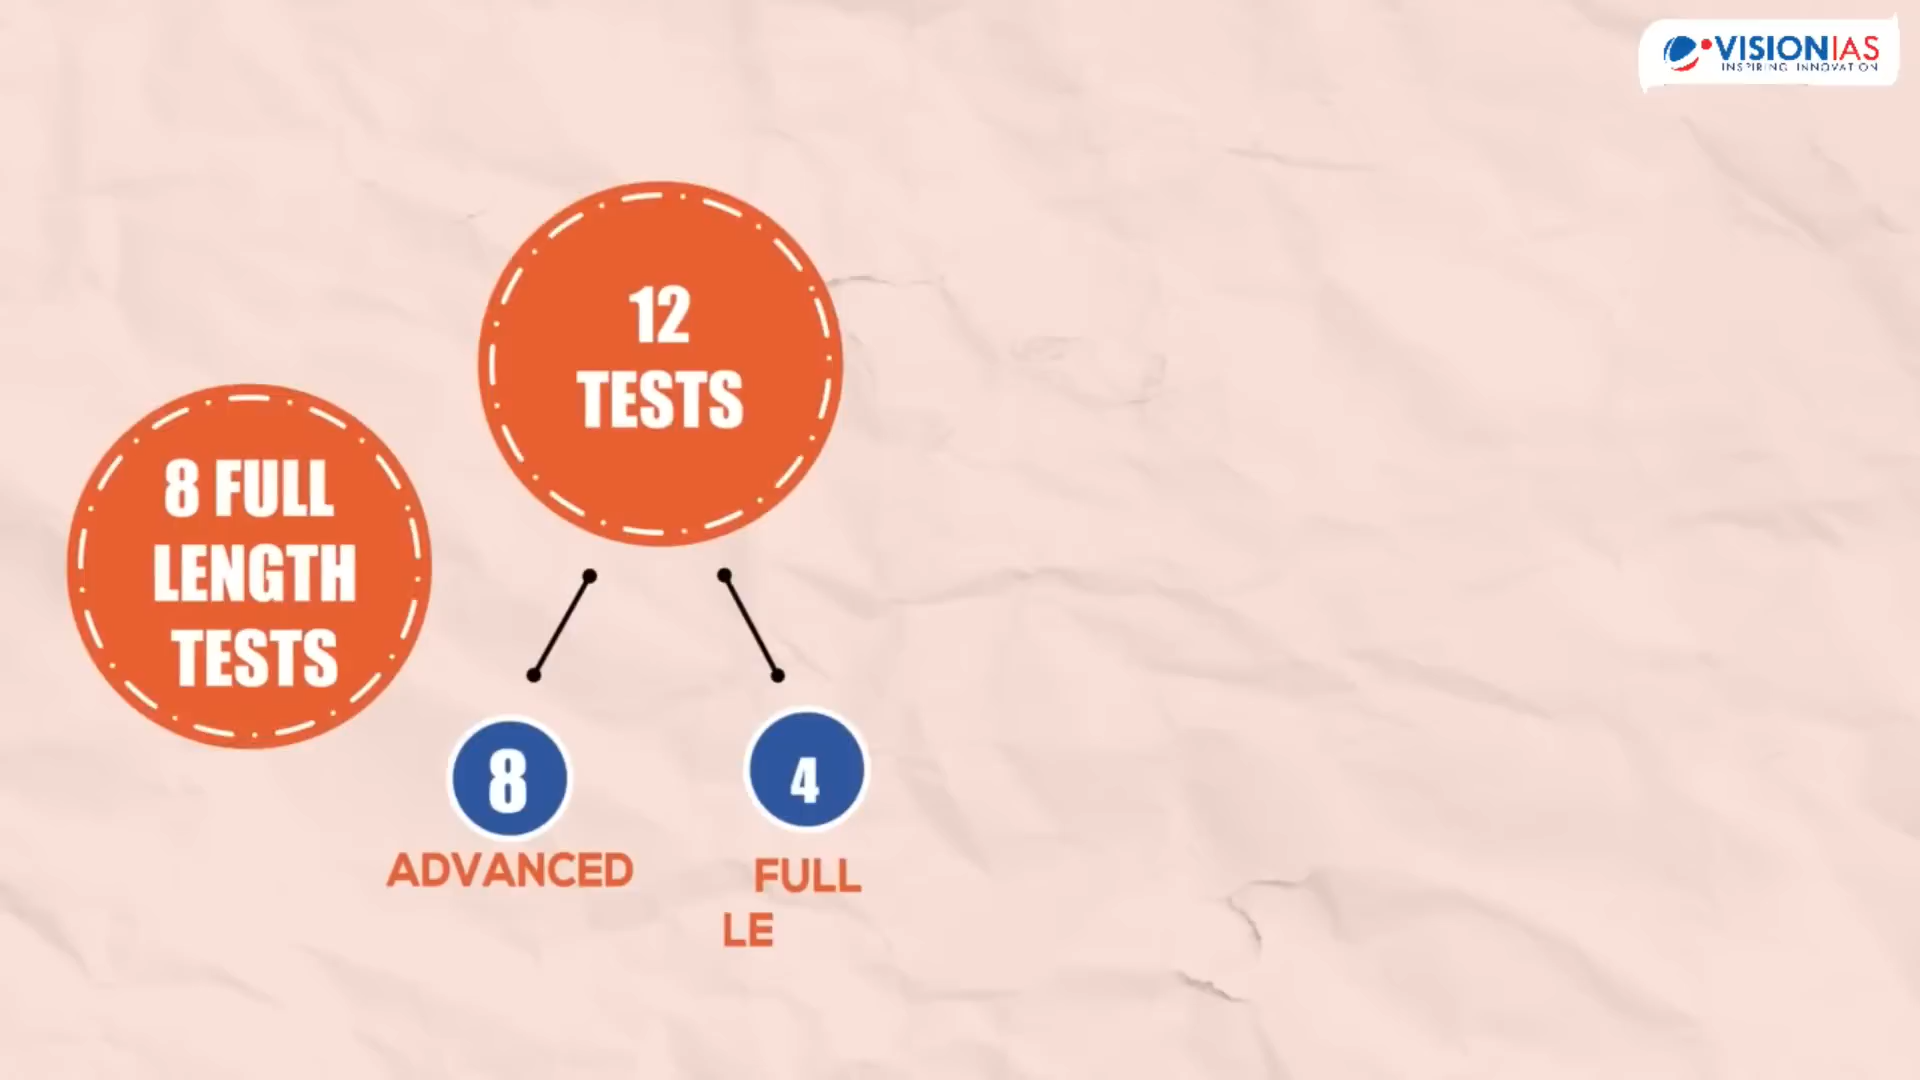 VISIONIAS
INSPIRING INNOVATION
12
TESTS
8 FULL
LENGTH
TESTS
8
ADVANCED
4
FULL
LE